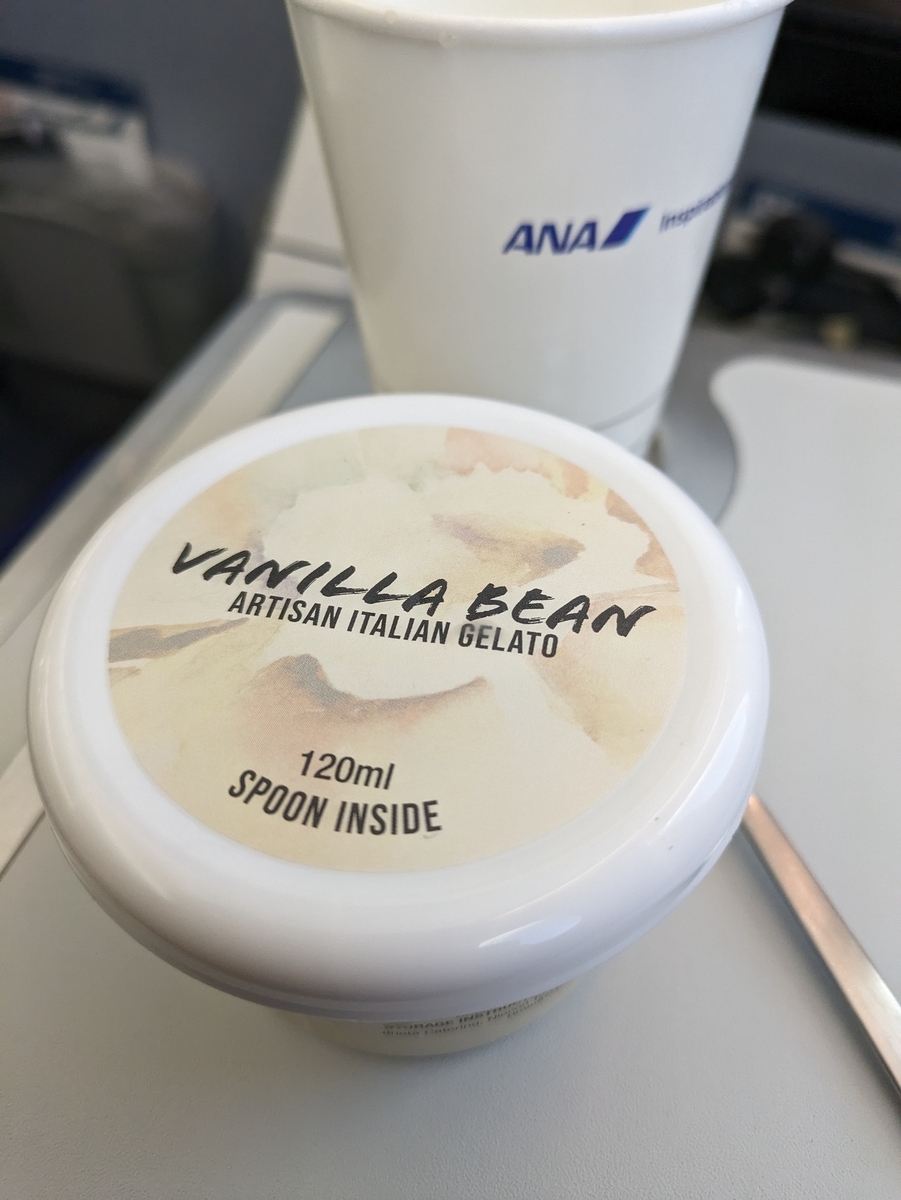 ANA
VANILLA BEAN
ARTISAN ITALIAN GELATO
120ml
SPOON INSIDE